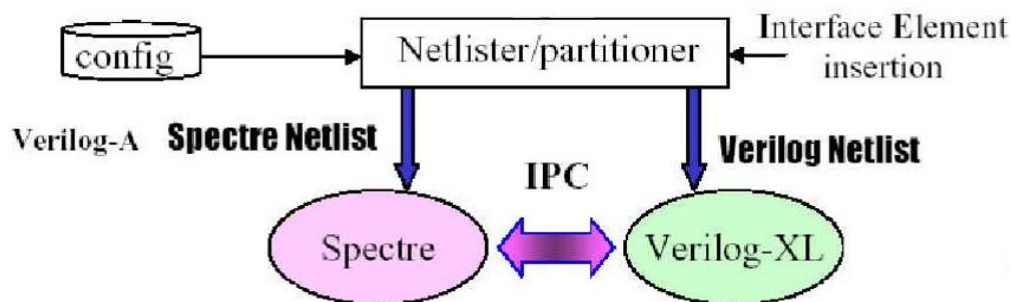 config
Netlister/partitioner
Interface Element
insertion
Verilog-A
Spectre Netlist
Verilog Netlist
IPC
Spectre
Verilog-XL